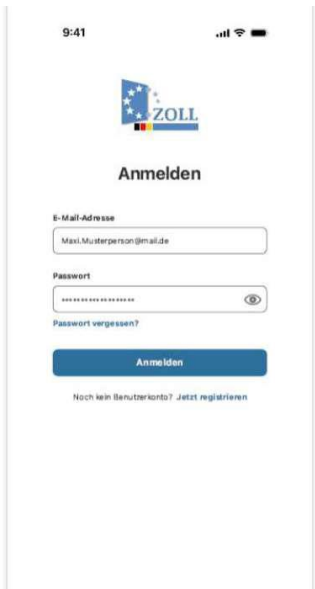 9:41
ZOLL
Anmelden
E-Mail-Adresse
Maxi.Musterperson@mail.de
Passwort
Passwort vergessen?
Anmelden
Noch kein Benutzerkonto? Jetzt registrieren